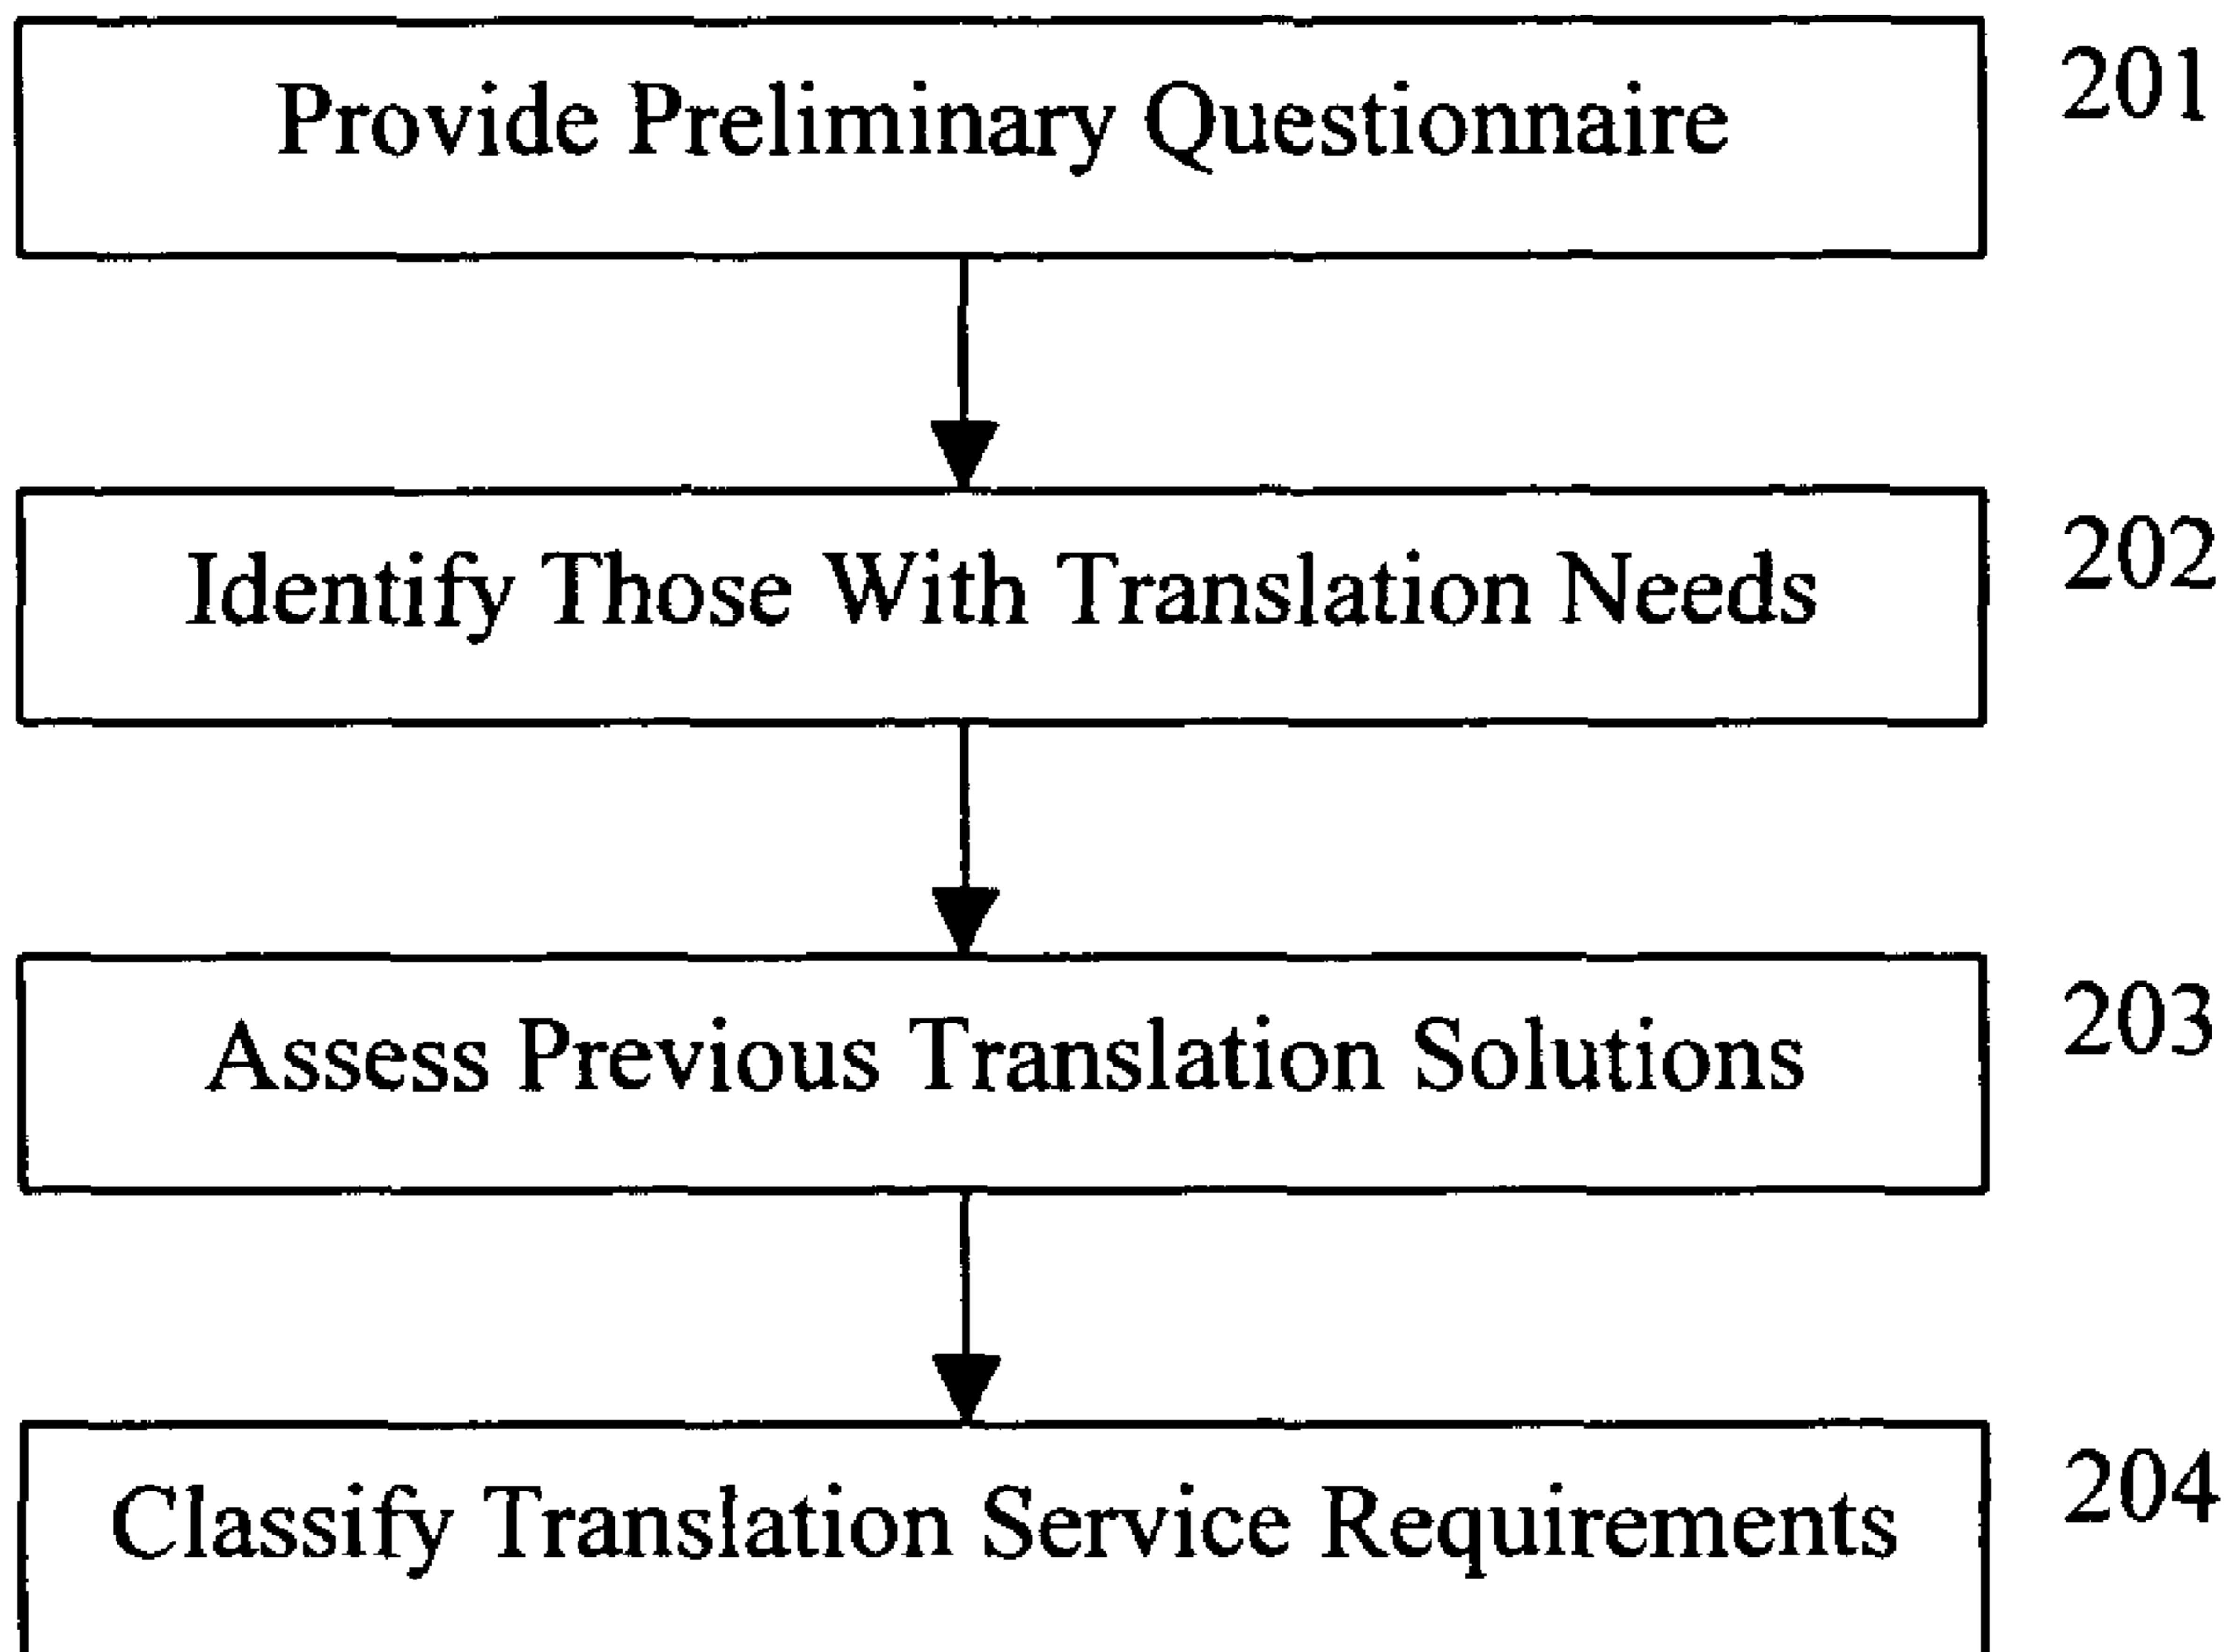 Provide Preliminary Questionnaire 201
Identify Those With Translation Needs 202
Assess Previous Translation Solutions 203
Classify Translation Service Requirements 204